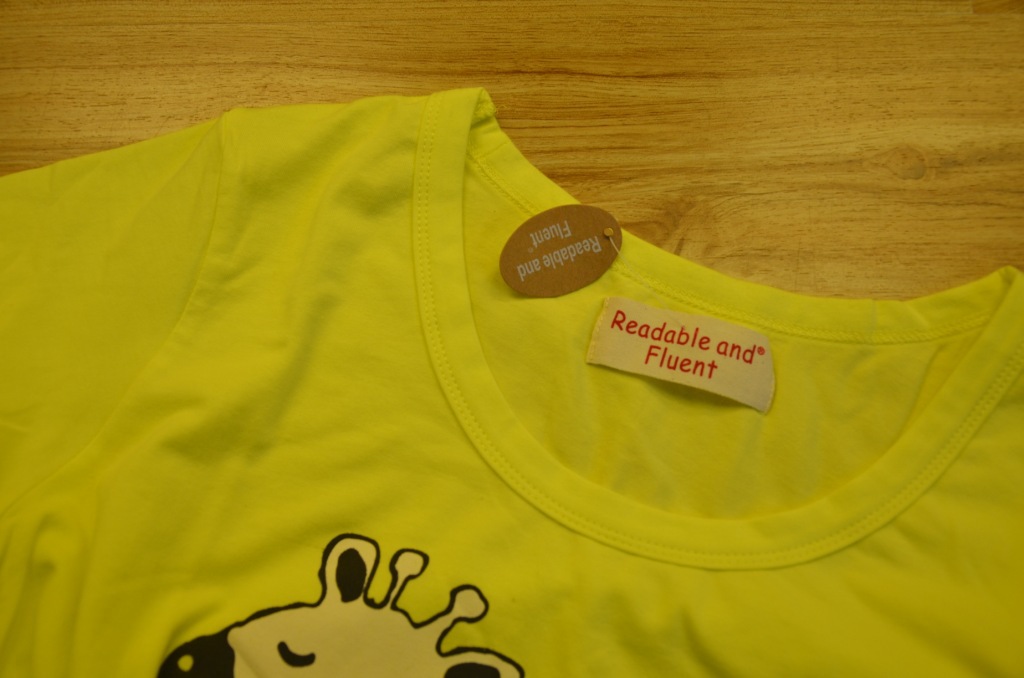 Readable and
Fluent®
Readable and®
Fluent